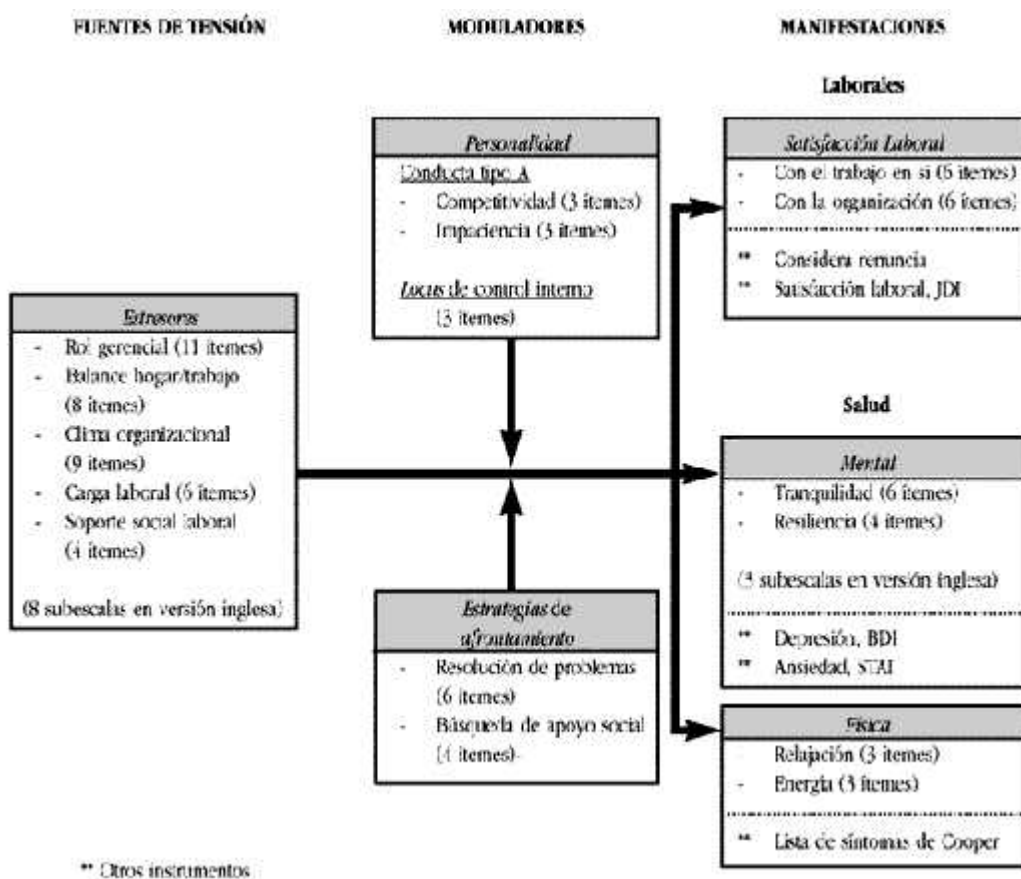 FUENTES DE TENSIÓN
MODULADORES
MANIFESTACIONES
Estresores
- Rol gerencial (11 ítemes)
- Balance hogar/trabajo
(8 ítemes)
- Clima organizacional
(9 ítemes)
- Carga laboral (6 ítemes)
- Soporte social laboral
(4 ítemes)
(8 subescalas en versión inglesa)
Personalidad
Conducta tipo A
- Competitividad (3 ítemes)
- Impaciencia (3 ítemes)
Locus de control interno
(3 ítemes)
Estrategias de
afrontamiento
- Resolución de problemas
(6 ítemes)
- Búsqueda de apoyo social
(4 ítemes)-
Laborales
Satisfacción Laboral
- Con el trabajo en sí (6 ítemes)
- Con la organización (6 ítemes)
** Considera renuncia
** Satisfacción laboral, JDI
Salud
Mental
- Tranquilidad (6 ítemes)
- Resiliencia (4 ítemes)
(3 subescalas en versión inglesa)
** Depresión, BDI
** Ansiedad, STAI
Física
- Relajación (3 ítemes)
- Energía (3 ítemes)
** Lista de síntomas de Cooper
** Otros instrumentos